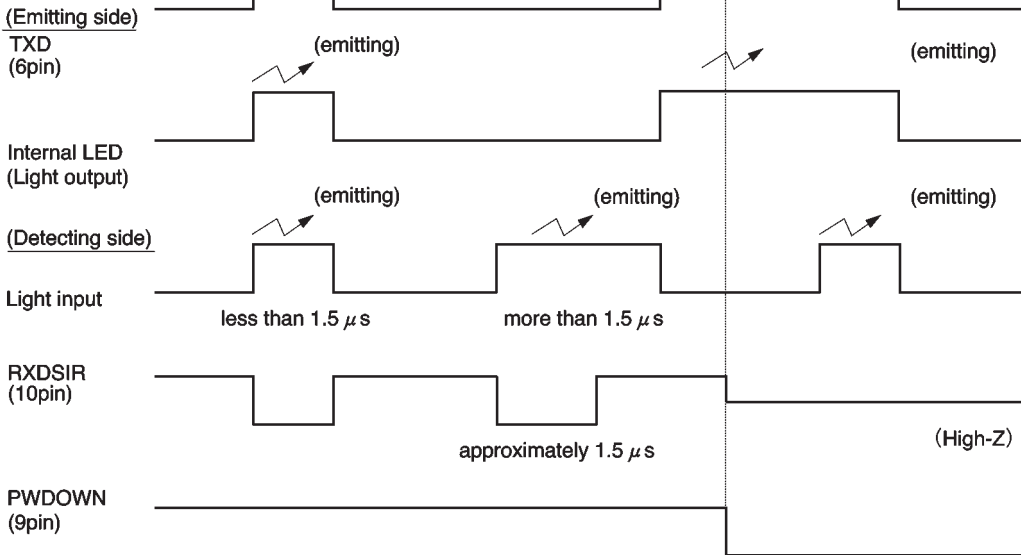 (Emitting side)
TXD
(6pin)
(emitting)
(emitting)
Internal LED
(Light output)
(emitting)
(emitting)
(emitting)
(Detecting side)
Light input
less than 1.5 μs
more than 1.5 μs
RXDSIR
(10pin)
(High-Z)
approximately 1.5 μs
PWDOWN
(9pin)